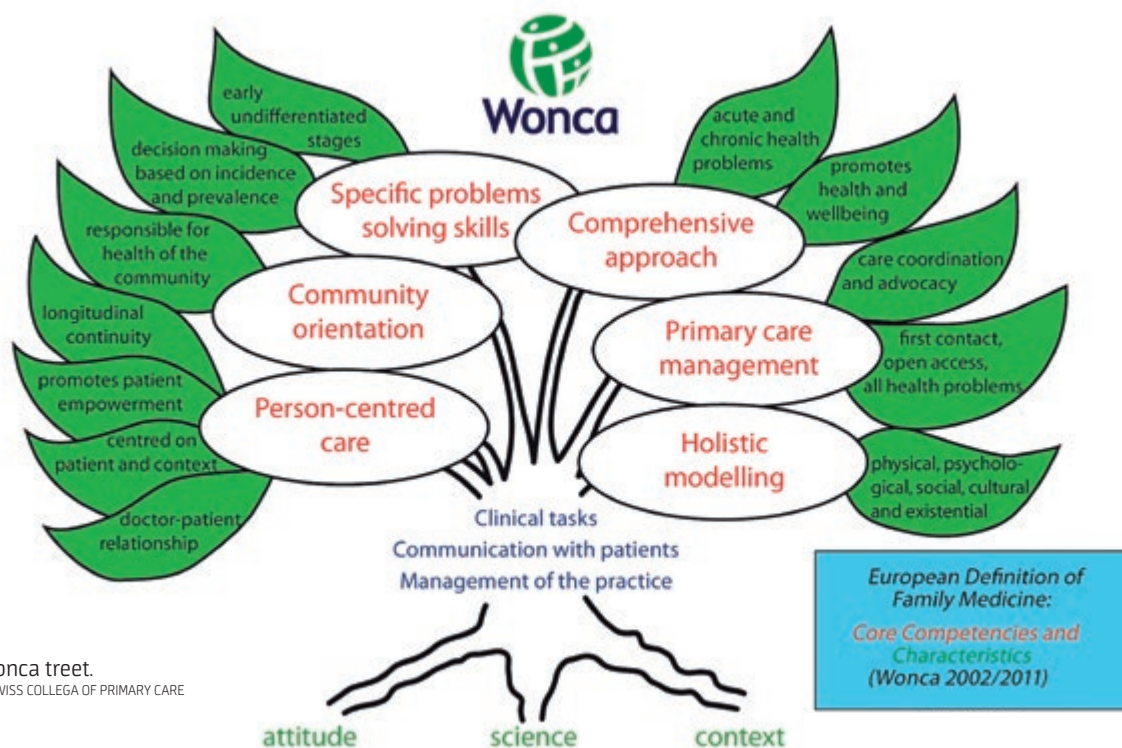 Wonca
early
undifferentiated
stages
decision making
based on incidence
and prevalence
responsible for
health of the
community
longitudinal
continuity
promotes patient
empowerment
centred on
patient and context
doctor-patient
relationship
Specific problems
solving skills
Community
orientation
Person-centred
care
Comprehensive
approach
Primary care
management
Holistic
modelling
acute and
chronic health
problems
promotes
health and
wellbeing
care coordination
and advocacy
first contact,
open access,
all health problems
physical, psycholo-
gical, social, cultural
and existential
Clinical tasks
Communication with patients
Management of the practice
attitude
science
context
European Definition of
Family Medicine:
Core Competencies and
Characteristics
(Wonca 2002/2011)
onca treet.
WISS COLLEGA OF PRIMARY CARE